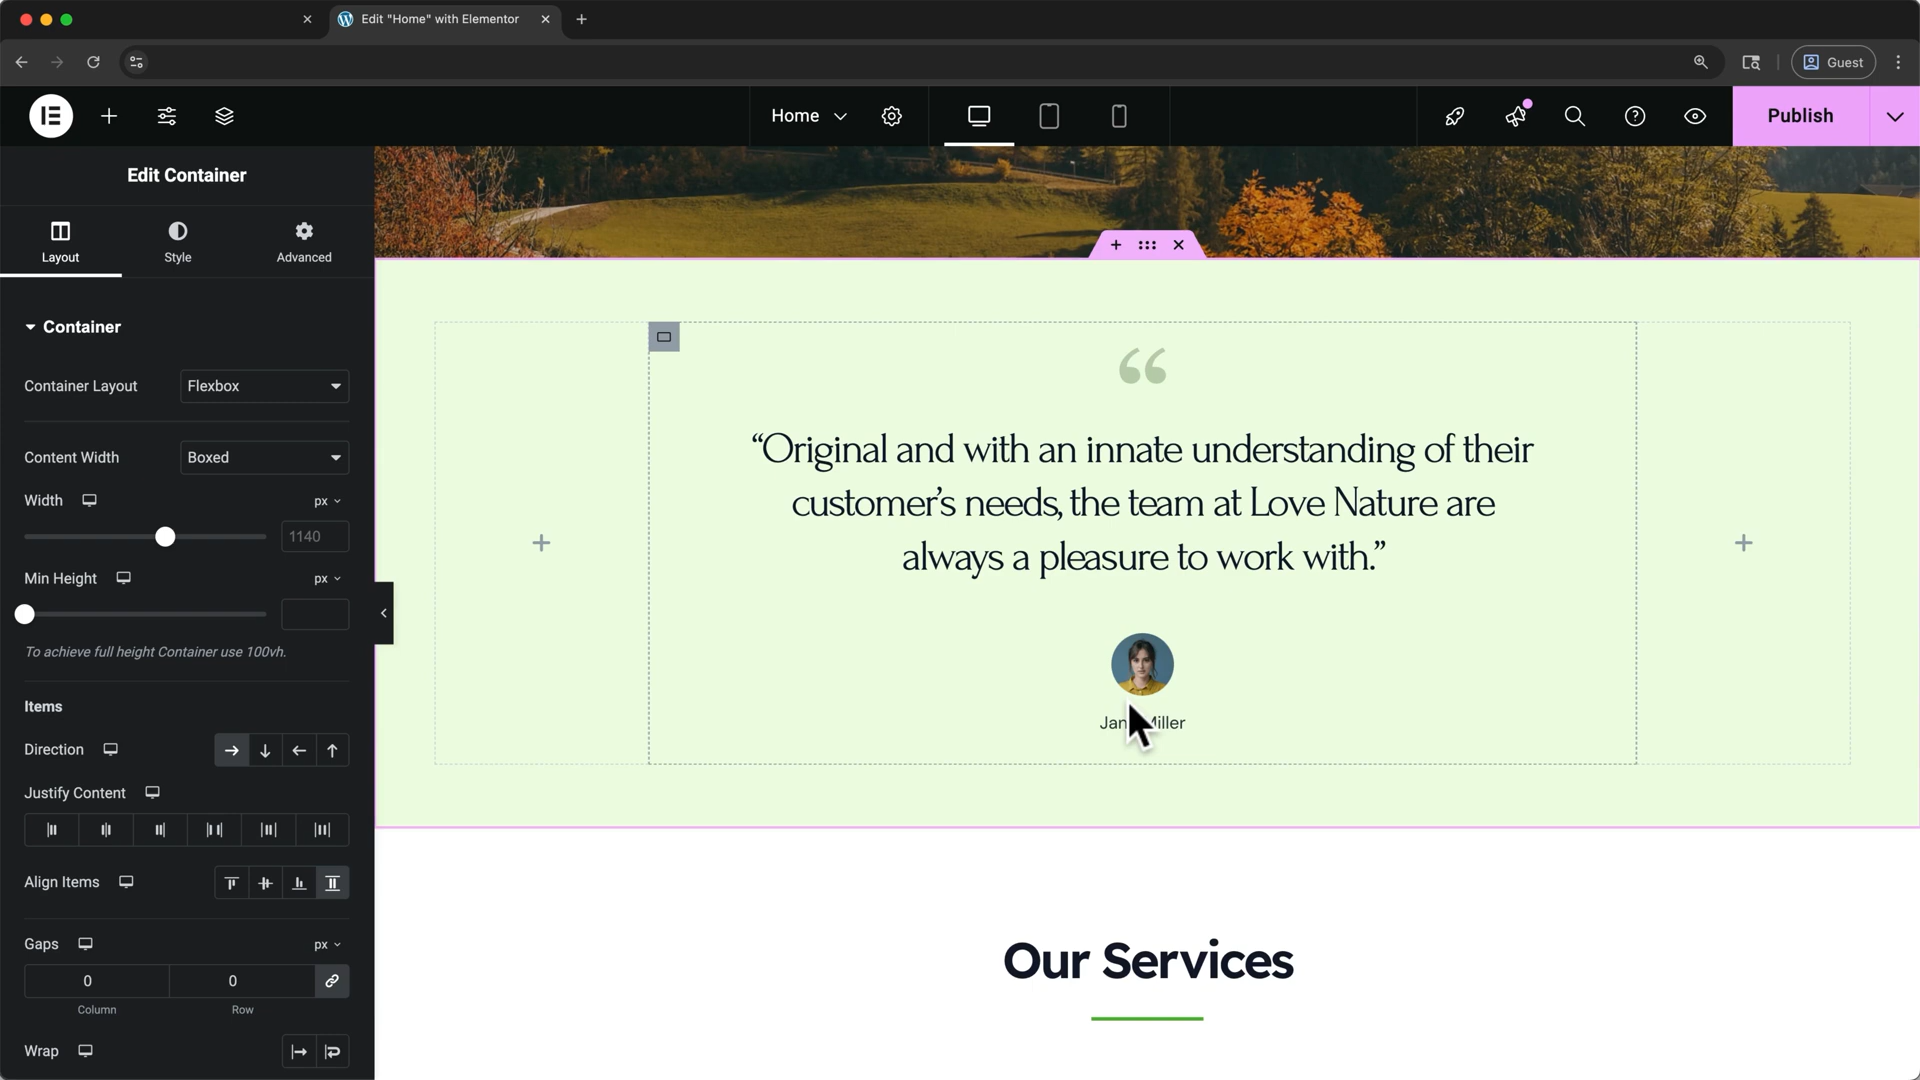 Edit "Home" with Elementor
Guest
Home
Publish
Edit Container
Layout
Style
Advanced
Container
Container Layout
Flexbox
Content Width
Boxed
Width
px
1140
Min Height
px
To achieve full height Container use 100vh.
Items
Direction
Justify Content
Align Items
Gaps
px
0
0
Column
Row
Wrap
“
“Original and with an innate understanding of their
customer’s needs, the team at Love Nature are
always a pleasure to work with.”
Miller
Our Services